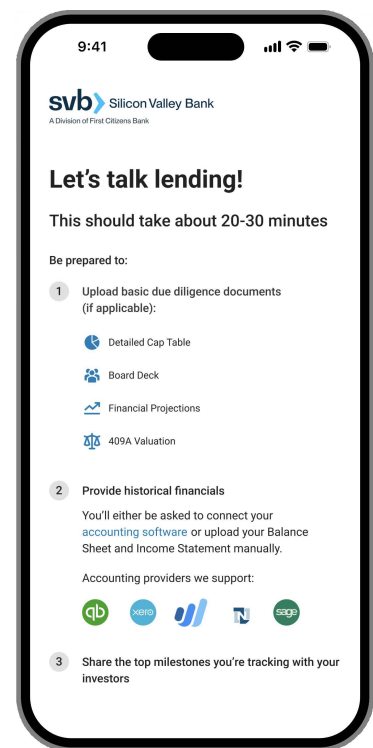 9:41
svb Silicon Valley Bank
A Division of First Citizens Bank
Let's talk lending!
This should take about 20-30 minutes
Be prepared to:
1 Upload basic due diligence documents
(if applicable):
Detailed Cap Table
Board Deck
Financial Projections
409A Valuation
2 Provide historical financials
You'll either be asked to connect your
accounting software or upload your Balance
Sheet and Income Statement manually.
Accounting providers we support:
qb xero N sage
3 Share the top milestones you're tracking with your
investors